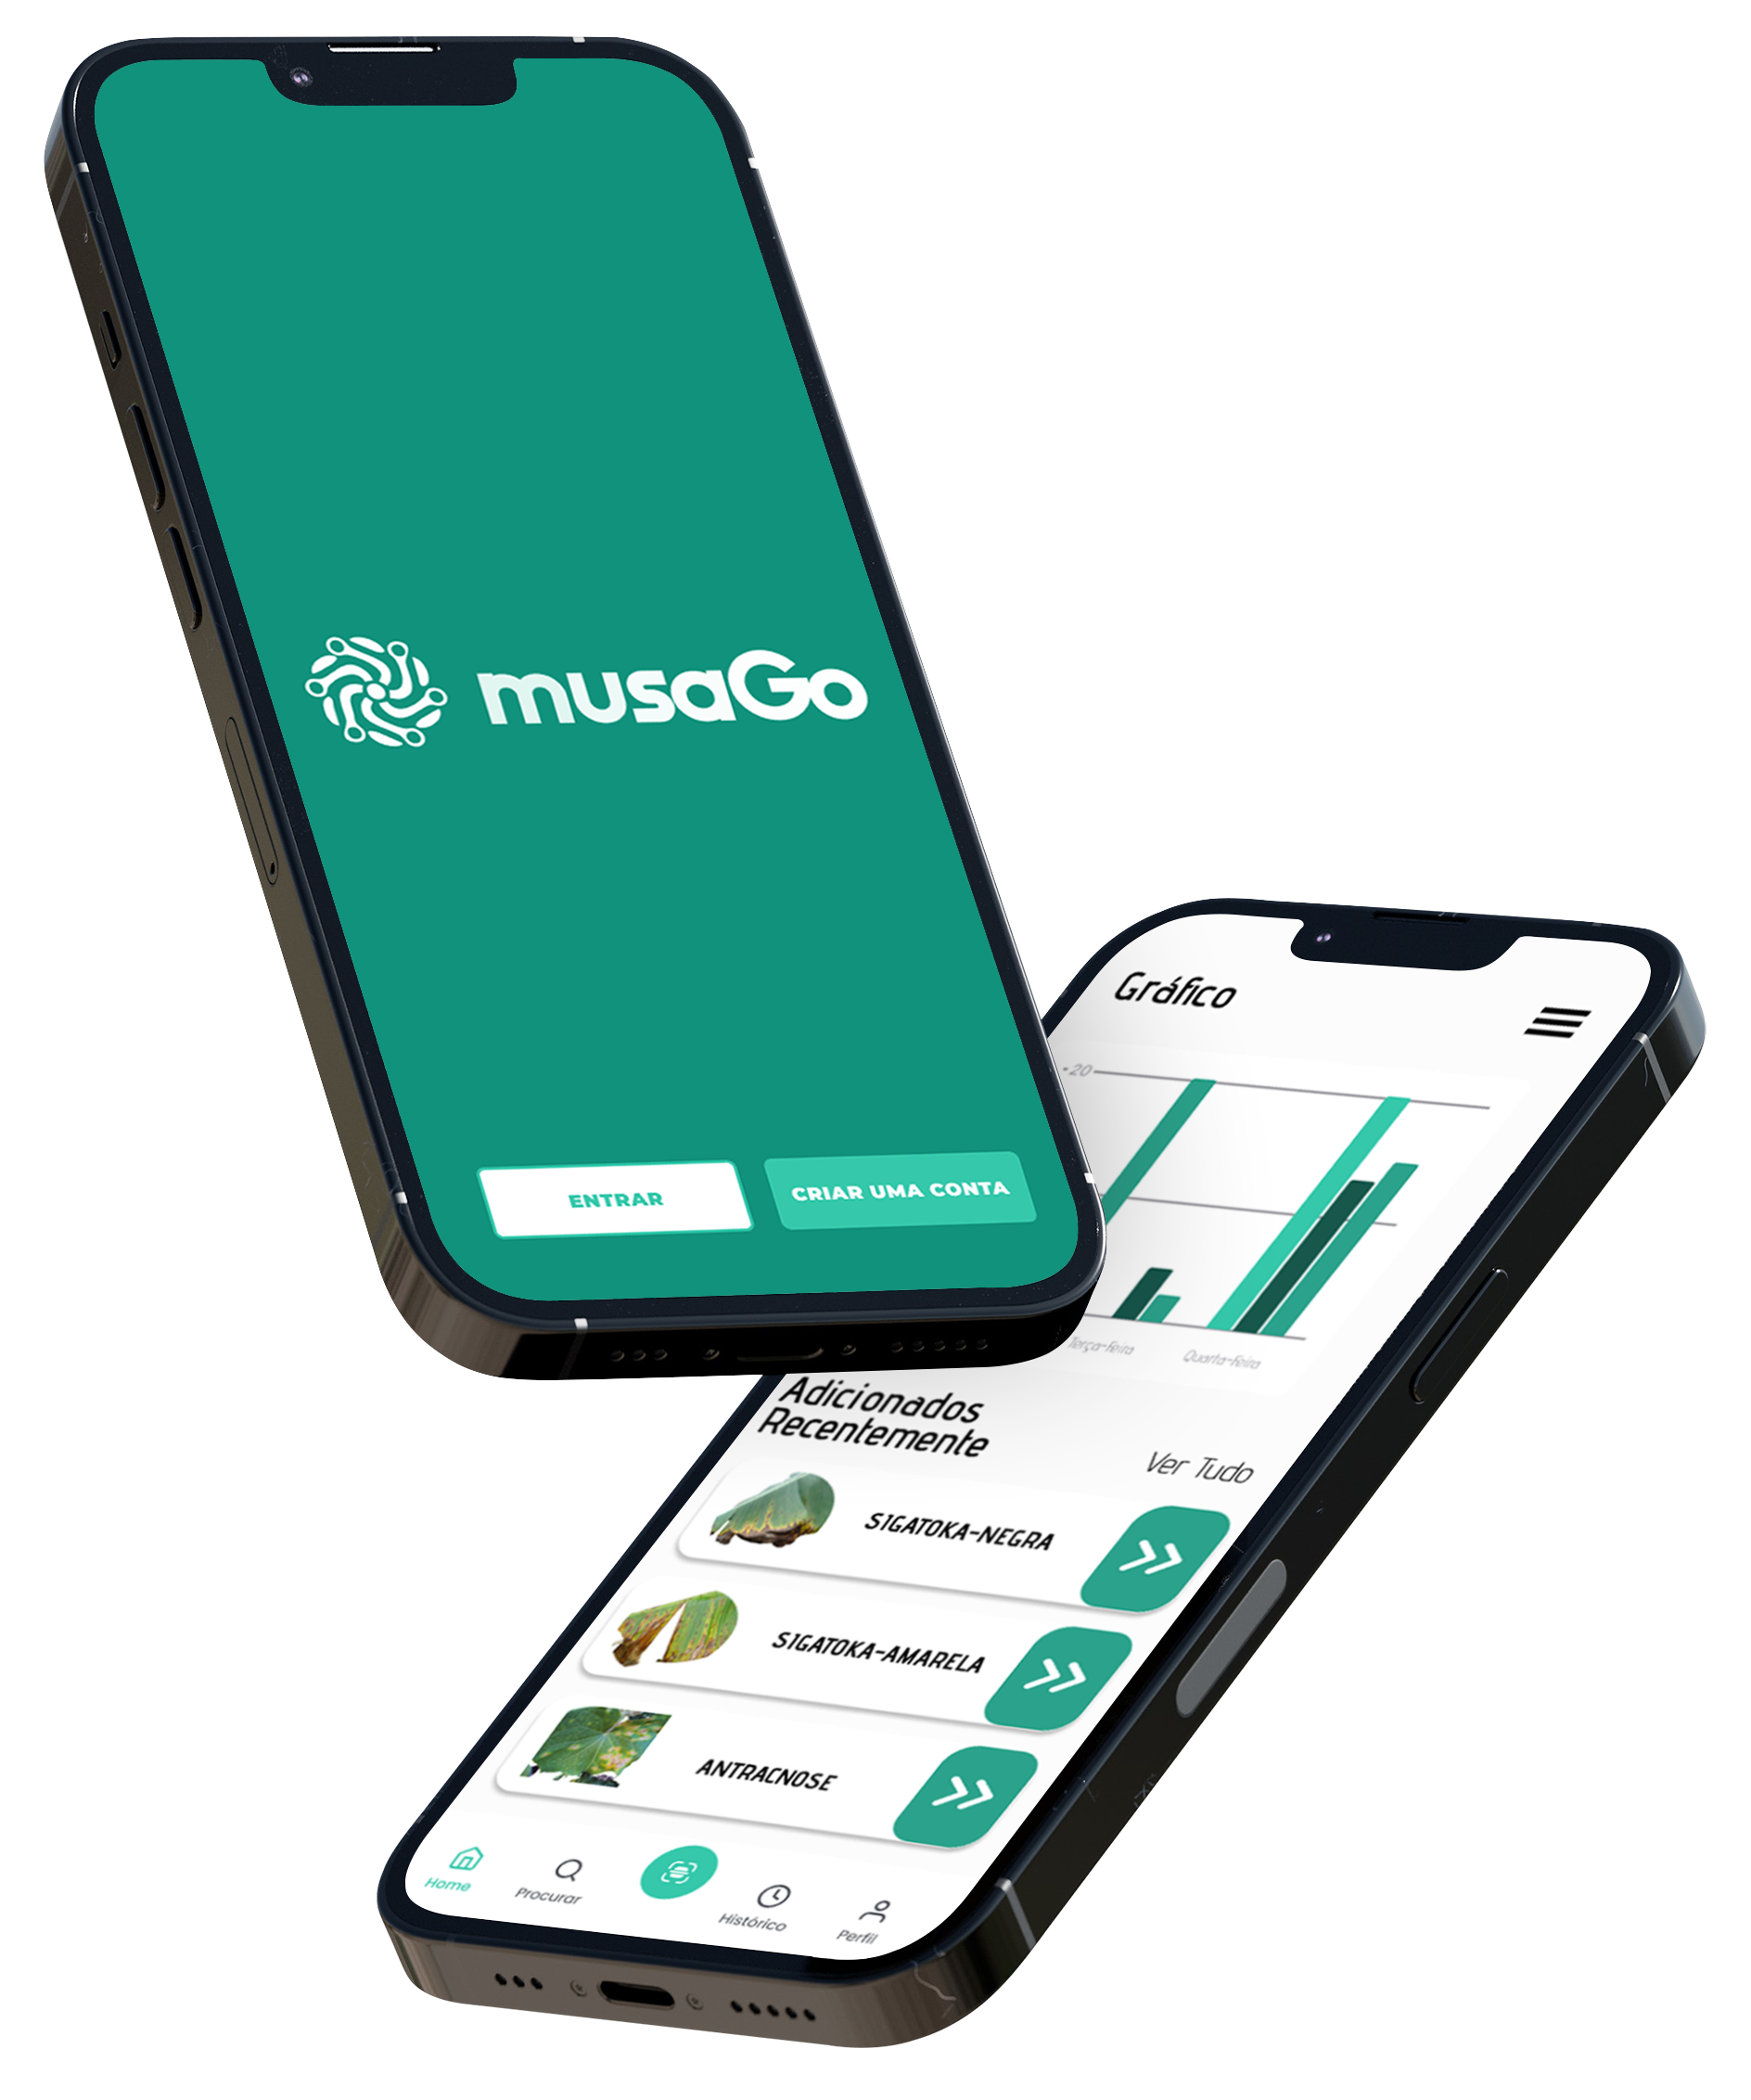 musaGo
ENTRAR
CRIAR UMA CONTA
Gráfico
20
Terça-feira
Quarta-feira
Adicionados
Recentemente
Ver Tudo
SIGATOKA-NEGRA
SIGATOKA-AMARELA
ANTRACNOSE
Home
Procurar
Histórico
Perfil